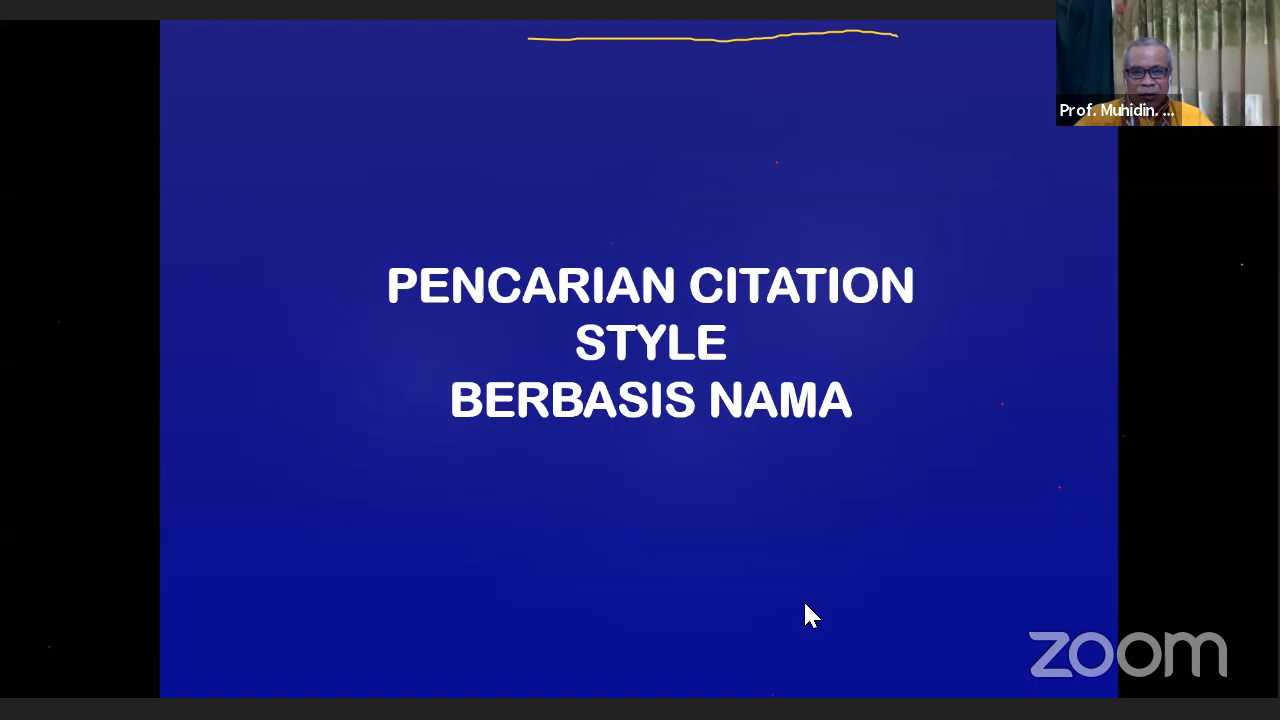 Prof. Muhidin. ...
PENCARIAN CITATION
STYLE
BERBASIS NAMA
zoom